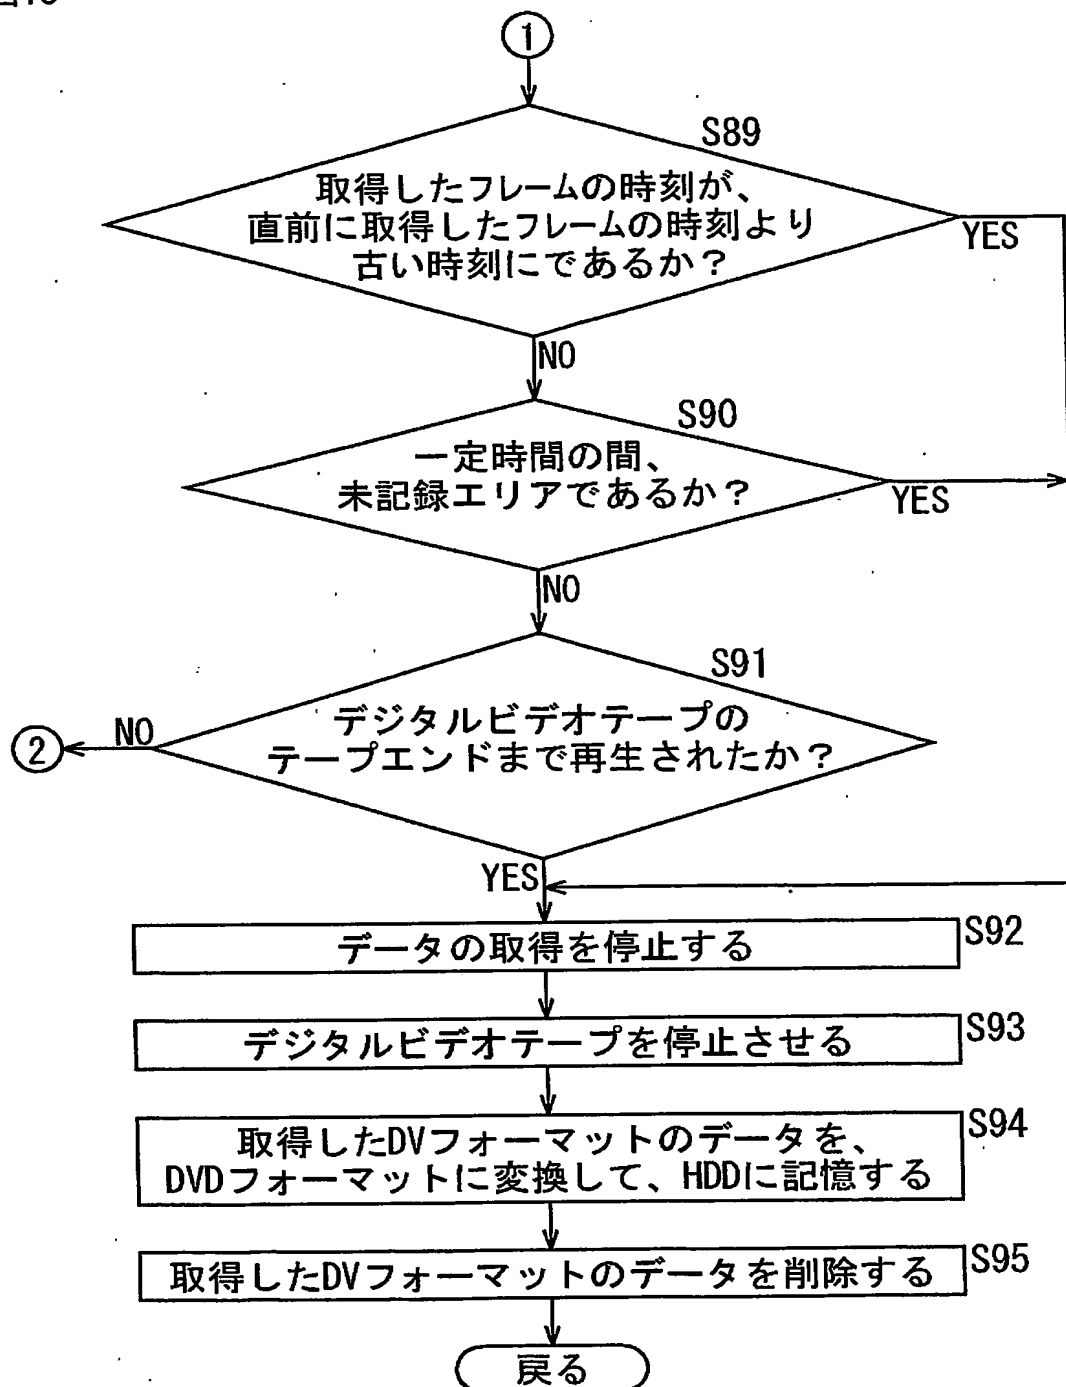 ①
S89
取得したフレームの時刻が、
直前に取得したフレームの時刻より
古い時刻にであるか？
YES
NO
S90
一定時間の間、
未記録エリアであるか？
YES
NO
S91
デジタルビデオテープの
テープエンドまで再生されたか？
NO
②
YES
データの取得を停止する
S92
デジタルビデオテープを停止させる
S93
取得したDVフォーマットのデータを、
DVDフォーマットに変換して、HDDに記憶する
S94
取得したDVフォーマットのデータを削除する
S95
戻る